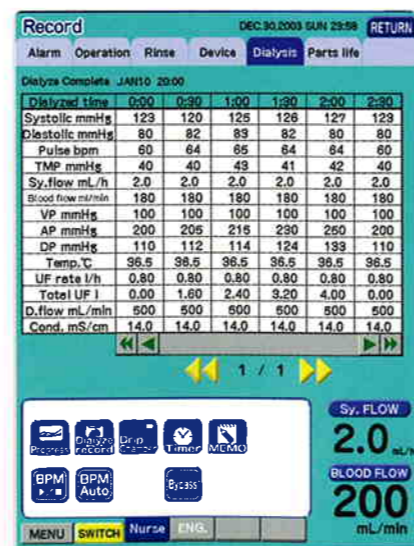 Record DEC.30,2003 SUN 23:59 RETURN
Alarm Operation Rinse Device Dialysis Parts life
Dialyze Complete JAN10 20:00
Dialyzed time 0:00 0:30 1:00 1:30 2:00 2:30
Systolic mmHg 123 120 125 126 127 123
Diastolic mmHg 80 82 83 82 80 80
Pulse bpm 60 64 65 64 64 60
TMP mmHg 40 40 43 41 42 40
Sy.flow mL/h 2.0 2.0 2.0 2.0 2.0 2.0
Blood flow ml/min 180 180 180 180 180 180
VP mmHg 100 100 100 100 100 100
AP mmHg 200 205 215 230 250 200
DP mmHg 110 112 114 124 133 110
Temp.℃ 36.5 36.5 36.5 36.5 36.5 36.5
UF rate l/h 0.80 0.80 0.80 0.80 0.80 0.80
Total UF l 0.00 1.60 2.40 3.20 4.00 0.00
D.flow mL/min 500 500 500 500 500 500
Cond. mS/cm 14.0 14.0 14.0 14.0 14.0 14.0
1 / 1
Progress Dialyze record Drip Chamber Timer MEMO
BPM BPM Auto Bypass
Sy. FLOW
2.0 mL/h
BLOOD FLOW
200
mL/min
MENU SWITCH Nurse ENG.